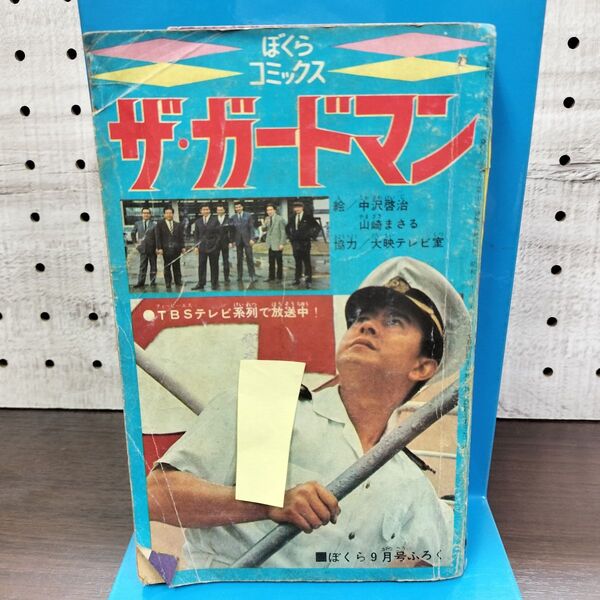 ぼくら
コミックス
ザ・ガードマン
絵／中沢啓治
山崎まさる
協力／大映テレビ室
●TBSテレビ系列で放送中！
■ぼくら9月号ふろく